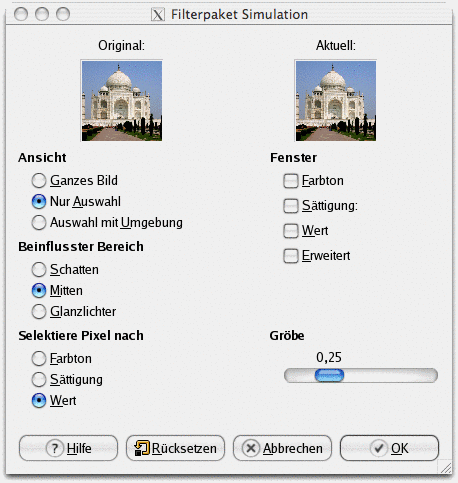 Filterpaket Simulation
Original:
Aktuell:
Ansicht
Ganzes Bild
Nur Auswahl
Auswahl mit Umgebung
Beinflusster Bereich
Schatten
Mitten
Glanzlichter
Selektiere Pixel nach
Farbton
Sättigung
Wert
Fenster
Farbton
Sättigung:
Wert
Erweitert
Größe
0,25
Hilfe
Rücksetzen
Abbrechen
OK